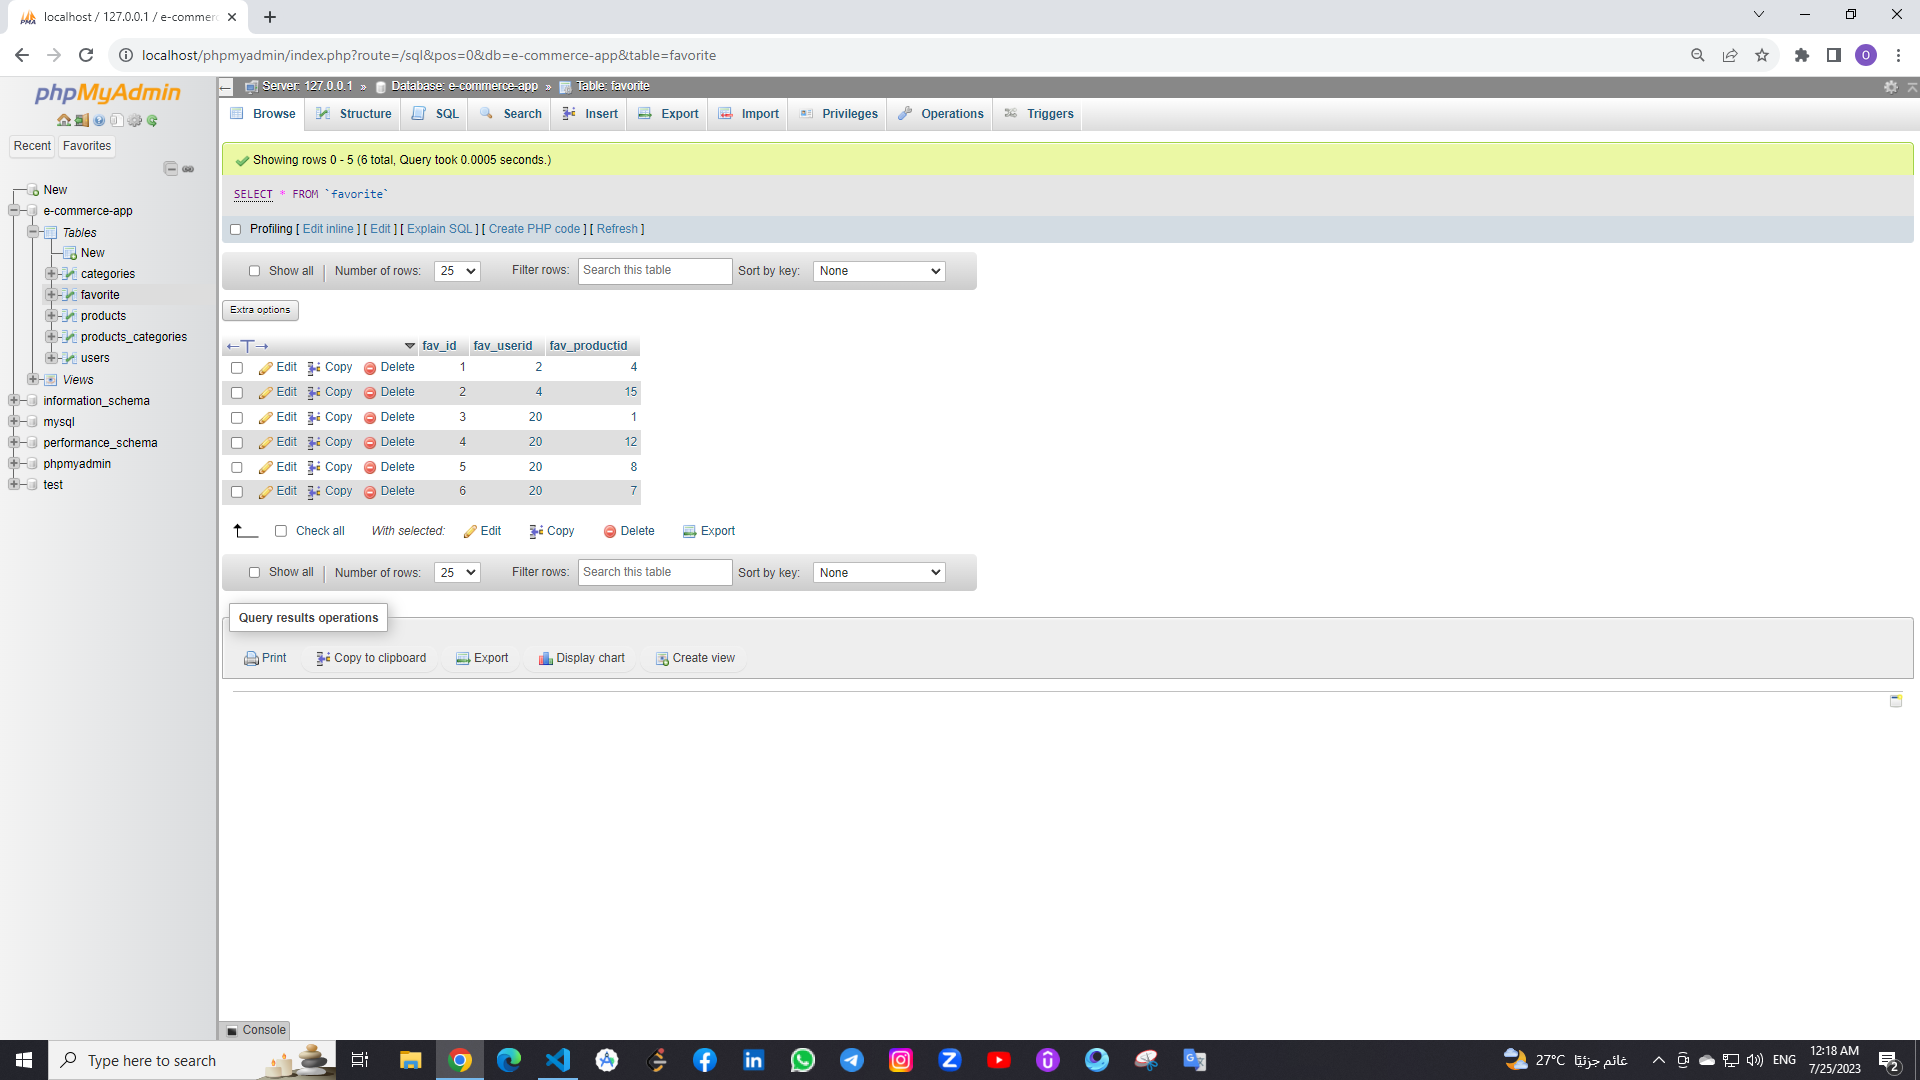 localhost / 127.0.0.1 / e-commerc
localhost/phpmyadmin/index.php?route=/sql&pos=0&db=e-commerce-app&table=favorite
O
phpMyAdmin
Recent Favorites
New
e-commerce-app
Tables
New
categories
favorite
products
products_categories
users
Views
information_schema
mysql
performance_schema
phpmyadmin
test
Server: 127.0.0.1 » Database: e-commerce-app » Table: favorite
Browse Structure SQL Search Insert Export Import Privileges Operations Triggers
Showing rows 0 - 5 (6 total, Query took 0.0005 seconds.)
SELECT * FROM `favorite`
Profiling [ Edit inline ] [ Edit ] [ Explain SQL ] [ Create PHP code ] [ Refresh ]
Show all Number of rows: 25 Filter rows: Search this table Sort by key: None
Extra options
←T→ fav_id fav_userid fav_productid
Edit Copy Delete 1 2 4
Edit Copy Delete 2 4 15
Edit Copy Delete 3 20 1
Edit Copy Delete 4 20 12
Edit Copy Delete 5 20 8
Edit Copy Delete 6 20 7
Check all With selected: Edit Copy Delete Export
Show all Number of rows: 25 Filter rows: Search this table Sort by key: None
Query results operations
Print Copy to clipboard Export Display chart Create view
Console
Type here to search
27°C غائم جزئيًا
ENG
12:18 AM
7/25/2023
2